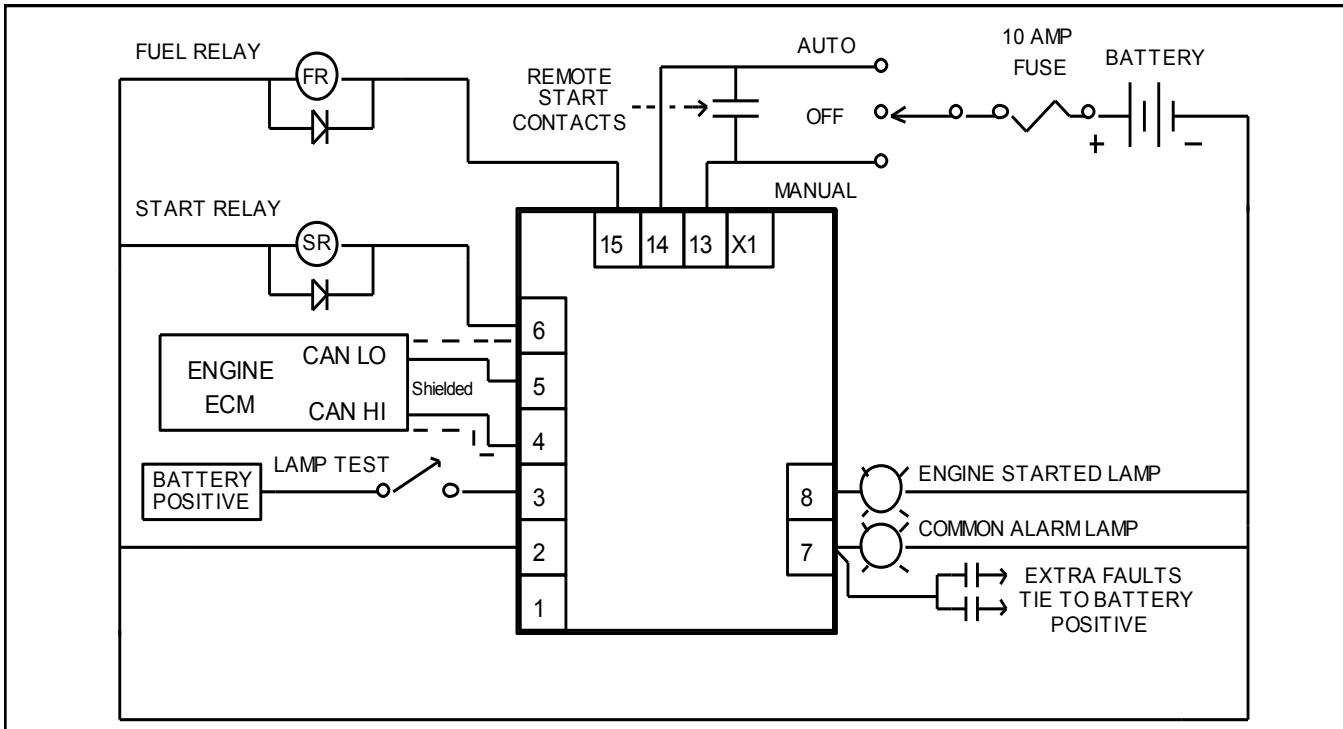 FUEL RELAY
FR
REMOTE
START
CONTACTS
AUTO
OFF
MANUAL
10 AMP
FUSE
BATTERY
+
−
START RELAY
SR
15
14
13
X1
6
5
4
3
2
1
ENGINE
ECM
CAN LO
CAN HI
Shielded
LAMP TEST
BATTERY
POSITIVE
8
7
ENGINE STARTED LAMP
COMMON ALARM LAMP
EXTRA FAULTS
TIE TO BATTERY
POSITIVE